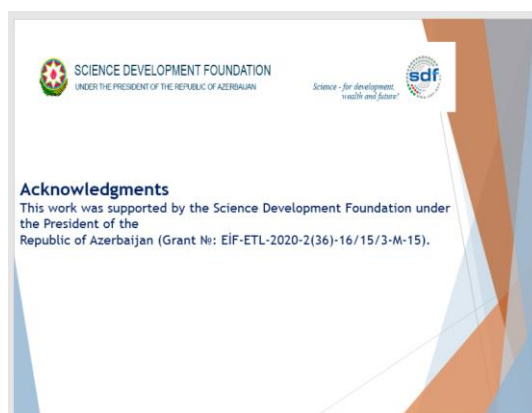 SCIENCE DEVELOPMENT FOUNDATION
UNDER THE PRESIDENT OF THE REPUBLIC OF AZERBAIJAN
Science - for development,
wealth and future!
sdf
Acknowledgments
This work was supported by the Science Development Foundation under
the President of the
Republic of Azerbaijan (Grant №: EİF-ETL-2020-2(36)-16/15/3-M-15).